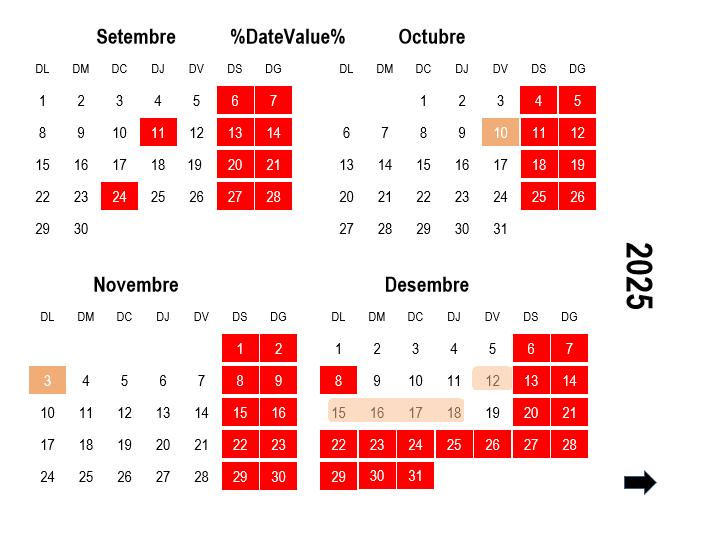 Setembre %DateValue% Octubre
DL DM DC DJ DV DS DG DL DM DC DJ DV DS DG
1 2 3 4 5 6 7 1 2 3 4 5
8 9 10 11 12 13 14 6 7 8 9 10 11 12
15 16 17 18 19 20 21 13 14 15 16 17 18 19
22 23 24 25 26 27 28 20 21 22 23 24 25 26
29 30 27 28 29 30 31
2025
Novembre Desembre
DL DM DC DJ DV DS DG DL DM DC DJ DV DS DG
1 2 1 2 3 4 5 6 7
3 4 5 6 7 8 9 8 9 10 11 12 13 14
10 11 12 13 14 15 16 15 16 17 18 19 20 21
17 18 19 20 21 22 23 22 23 24 25 26 27 28
24 25 26 27 28 29 30 29 30 31